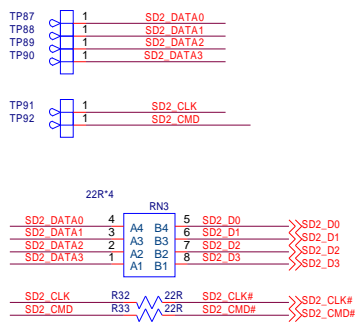 TP87 1 SD2_DATA0
TP88 1 SD2_DATA1
TP89 1 SD2_DATA2
TP90 1 SD2_DATA3
TP91 1 SD2_CLK
TP92 1 SD2_CMD
22R*4 RN3
SD2_DATA0 4 A4 B4 5 SD2_D0 SD2_D0
SD2_DATA1 3 A3 B3 6 SD2_D1 SD2_D1
SD2_DATA2 2 A2 B2 7 SD2_D2 SD2_D2
SD2_DATA3 1 A1 B1 8 SD2_D3 SD2_D3
SD2_CLK R32 22R SD2_CLK# SD2_CLK#
SD2_CMD R33 22R SD2_CMD# SD2_CMD#